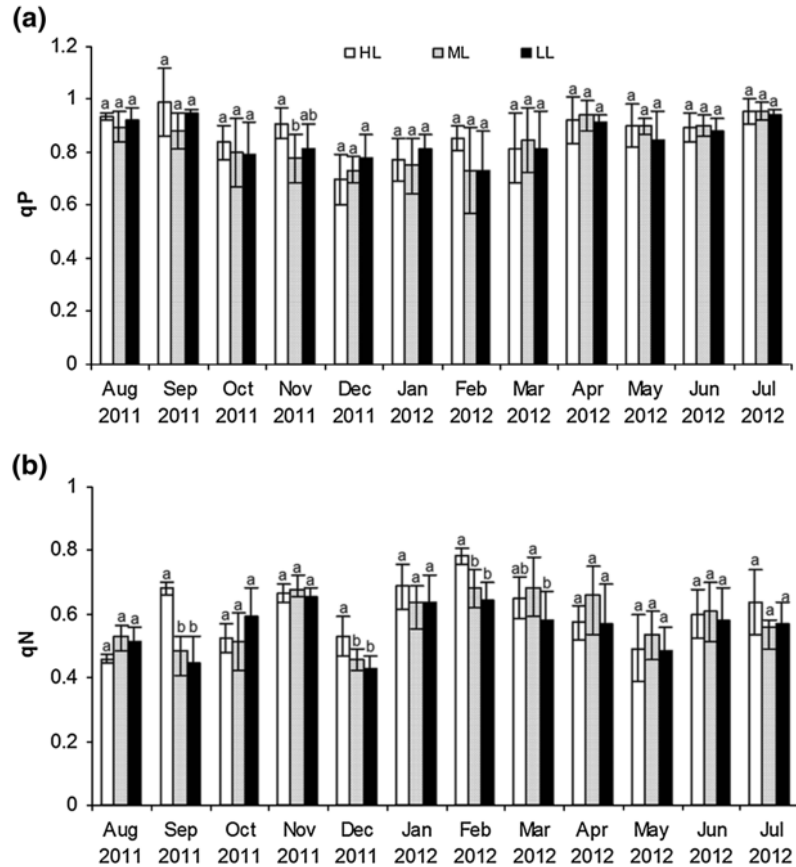 (a)
HL ML LL
1.2
1
0.8
0.6
0.4
0.2
0
qP
a a a
a a a
a a a
a b ab
a a a
a a a
a a a
a a a
a a a
a a a
a a a
a a a
Aug Sep Oct Nov Dec Jan Feb Mar Apr May Jun Jul
2011 2011 2011 2011 2011 2012 2012 2012 2012 2012 2012 2012
(b)
1
0.8
0.6
0.4
0.2
0
qN
a a a
a b b
a a a
a a a
a b b
a a a
a b b
ab a b
a a a
a a a
a a a
a a a
Aug Sep Oct Nov Dec Jan Feb Mar Apr May Jun Jul
2011 2011 2011 2011 2011 2012 2012 2012 2012 2012 2012 2012